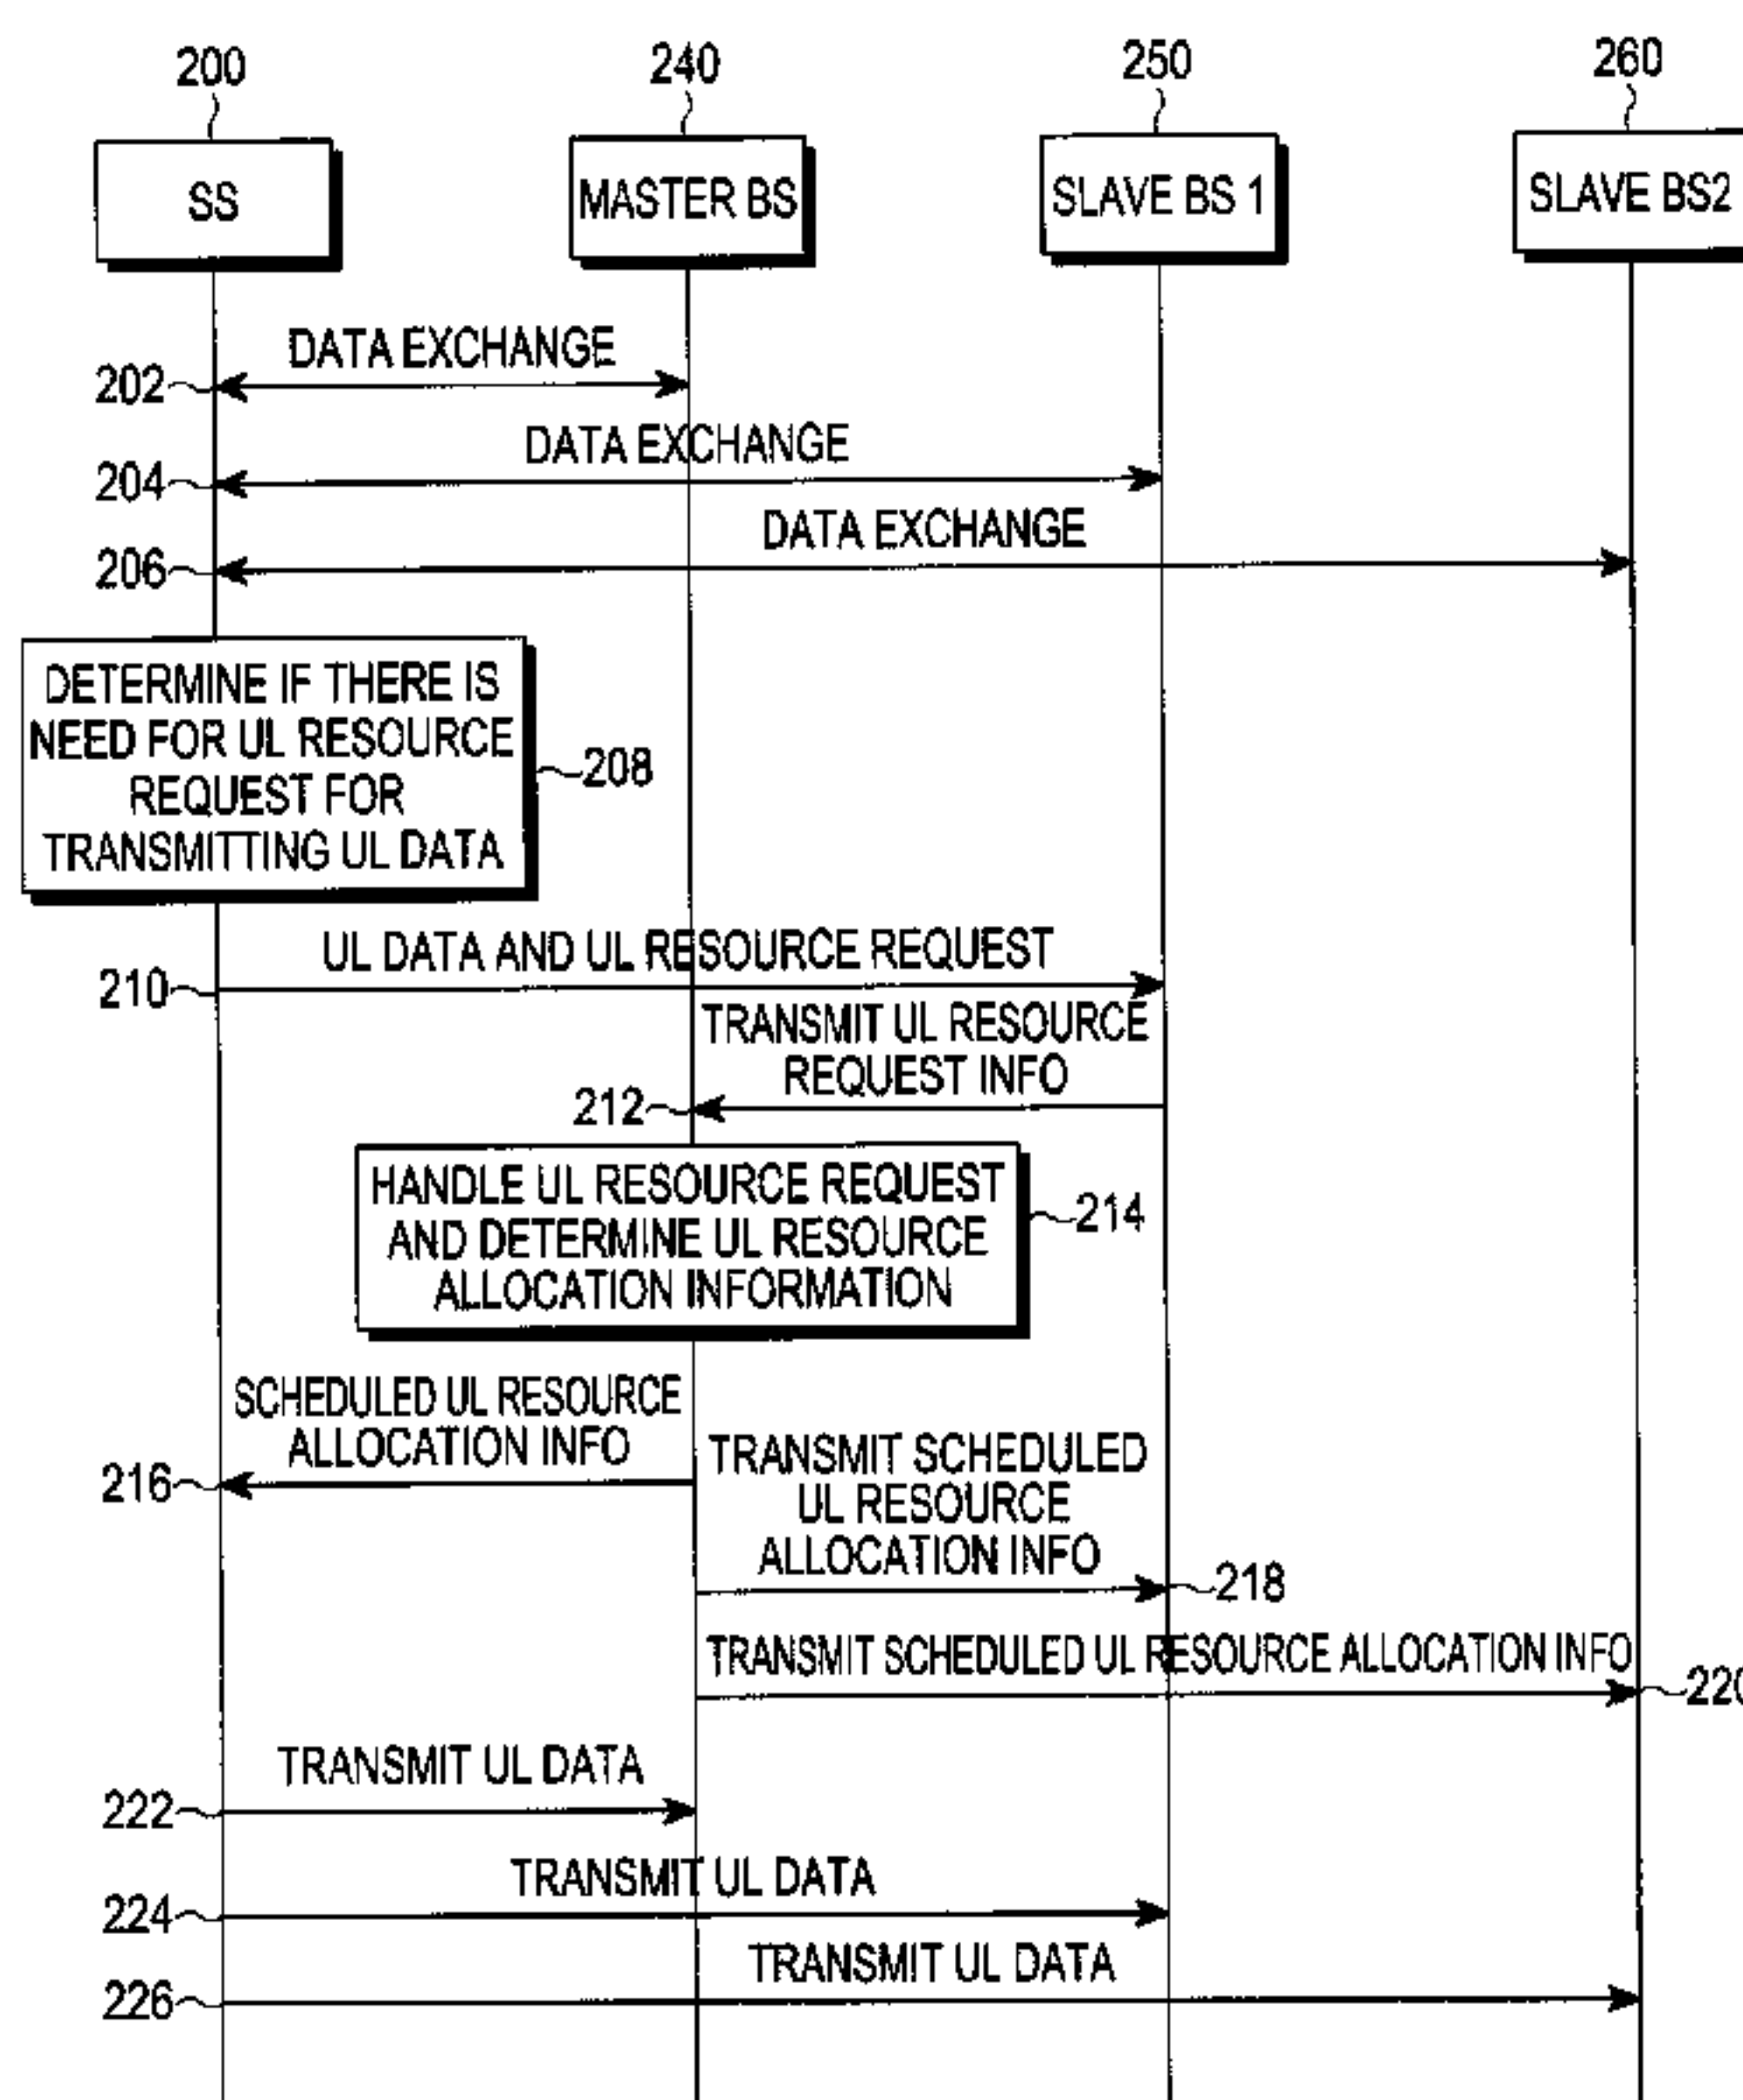 200
240
250
260
SS
MASTER BS
SLAVE BS 1
SLAVE BS2
DATA EXCHANGE
202
DATA EXCHANGE
204
DATA EXCHANGE
206
DETERMINE IF THERE IS
NEED FOR UL RESOURCE
REQUEST FOR
TRANSMITTING UL DATA
208
UL DATA AND UL RESOURCE REQUEST
210
TRANSMIT UL RESOURCE
REQUEST INFO
212
HANDLE UL RESOURCE REQUEST
AND DETERMINE UL RESOURCE
ALLOCATION INFORMATION
214
SCHEDULED UL RESOURCE
ALLOCATION INFO
216
TRANSMIT SCHEDULED
UL RESOURCE
ALLOCATION INFO
218
TRANSMIT SCHEDULED UL RESOURCE ALLOCATION INFO
220
TRANSMIT UL DATA
222
TRANSMIT UL DATA
224
TRANSMIT UL DATA
226